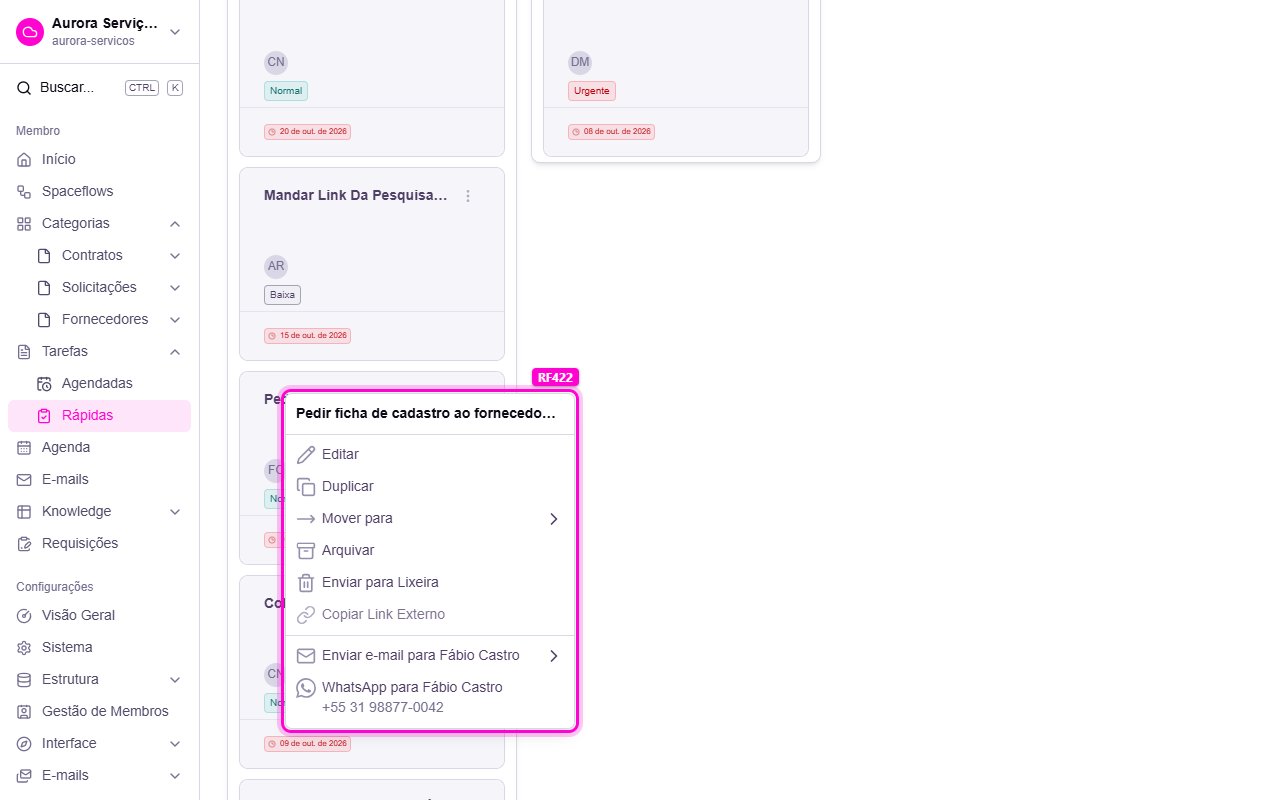 Aurora Serviç...
aurora-servicos
Buscar...
CTRL K
Membro
Início
Spaceflows
Categorias
Contratos
Solicitações
Fornecedores
Tarefas
Agendadas
Rápidas
Agenda
E-mails
Knowledge
Requisições
Configurações
Visão Geral
Sistema
Estrutura
Gestão de Membros
Interface
E-mails
CN
Normal
20 de out. de 2026
Mandar Link Da Pesquisa...
AR
Baixa
15 de out. de 2026
09 de out. de 2026
DM
Urgente
08 de out. de 2026
RF422
Pedir ficha de cadastro ao fornecedo...
Editar
Duplicar
Mover para
Arquivar
Enviar para Lixeira
Copiar Link Externo
Enviar e-mail para Fábio Castro
WhatsApp para Fábio Castro
+55 31 98877-0042